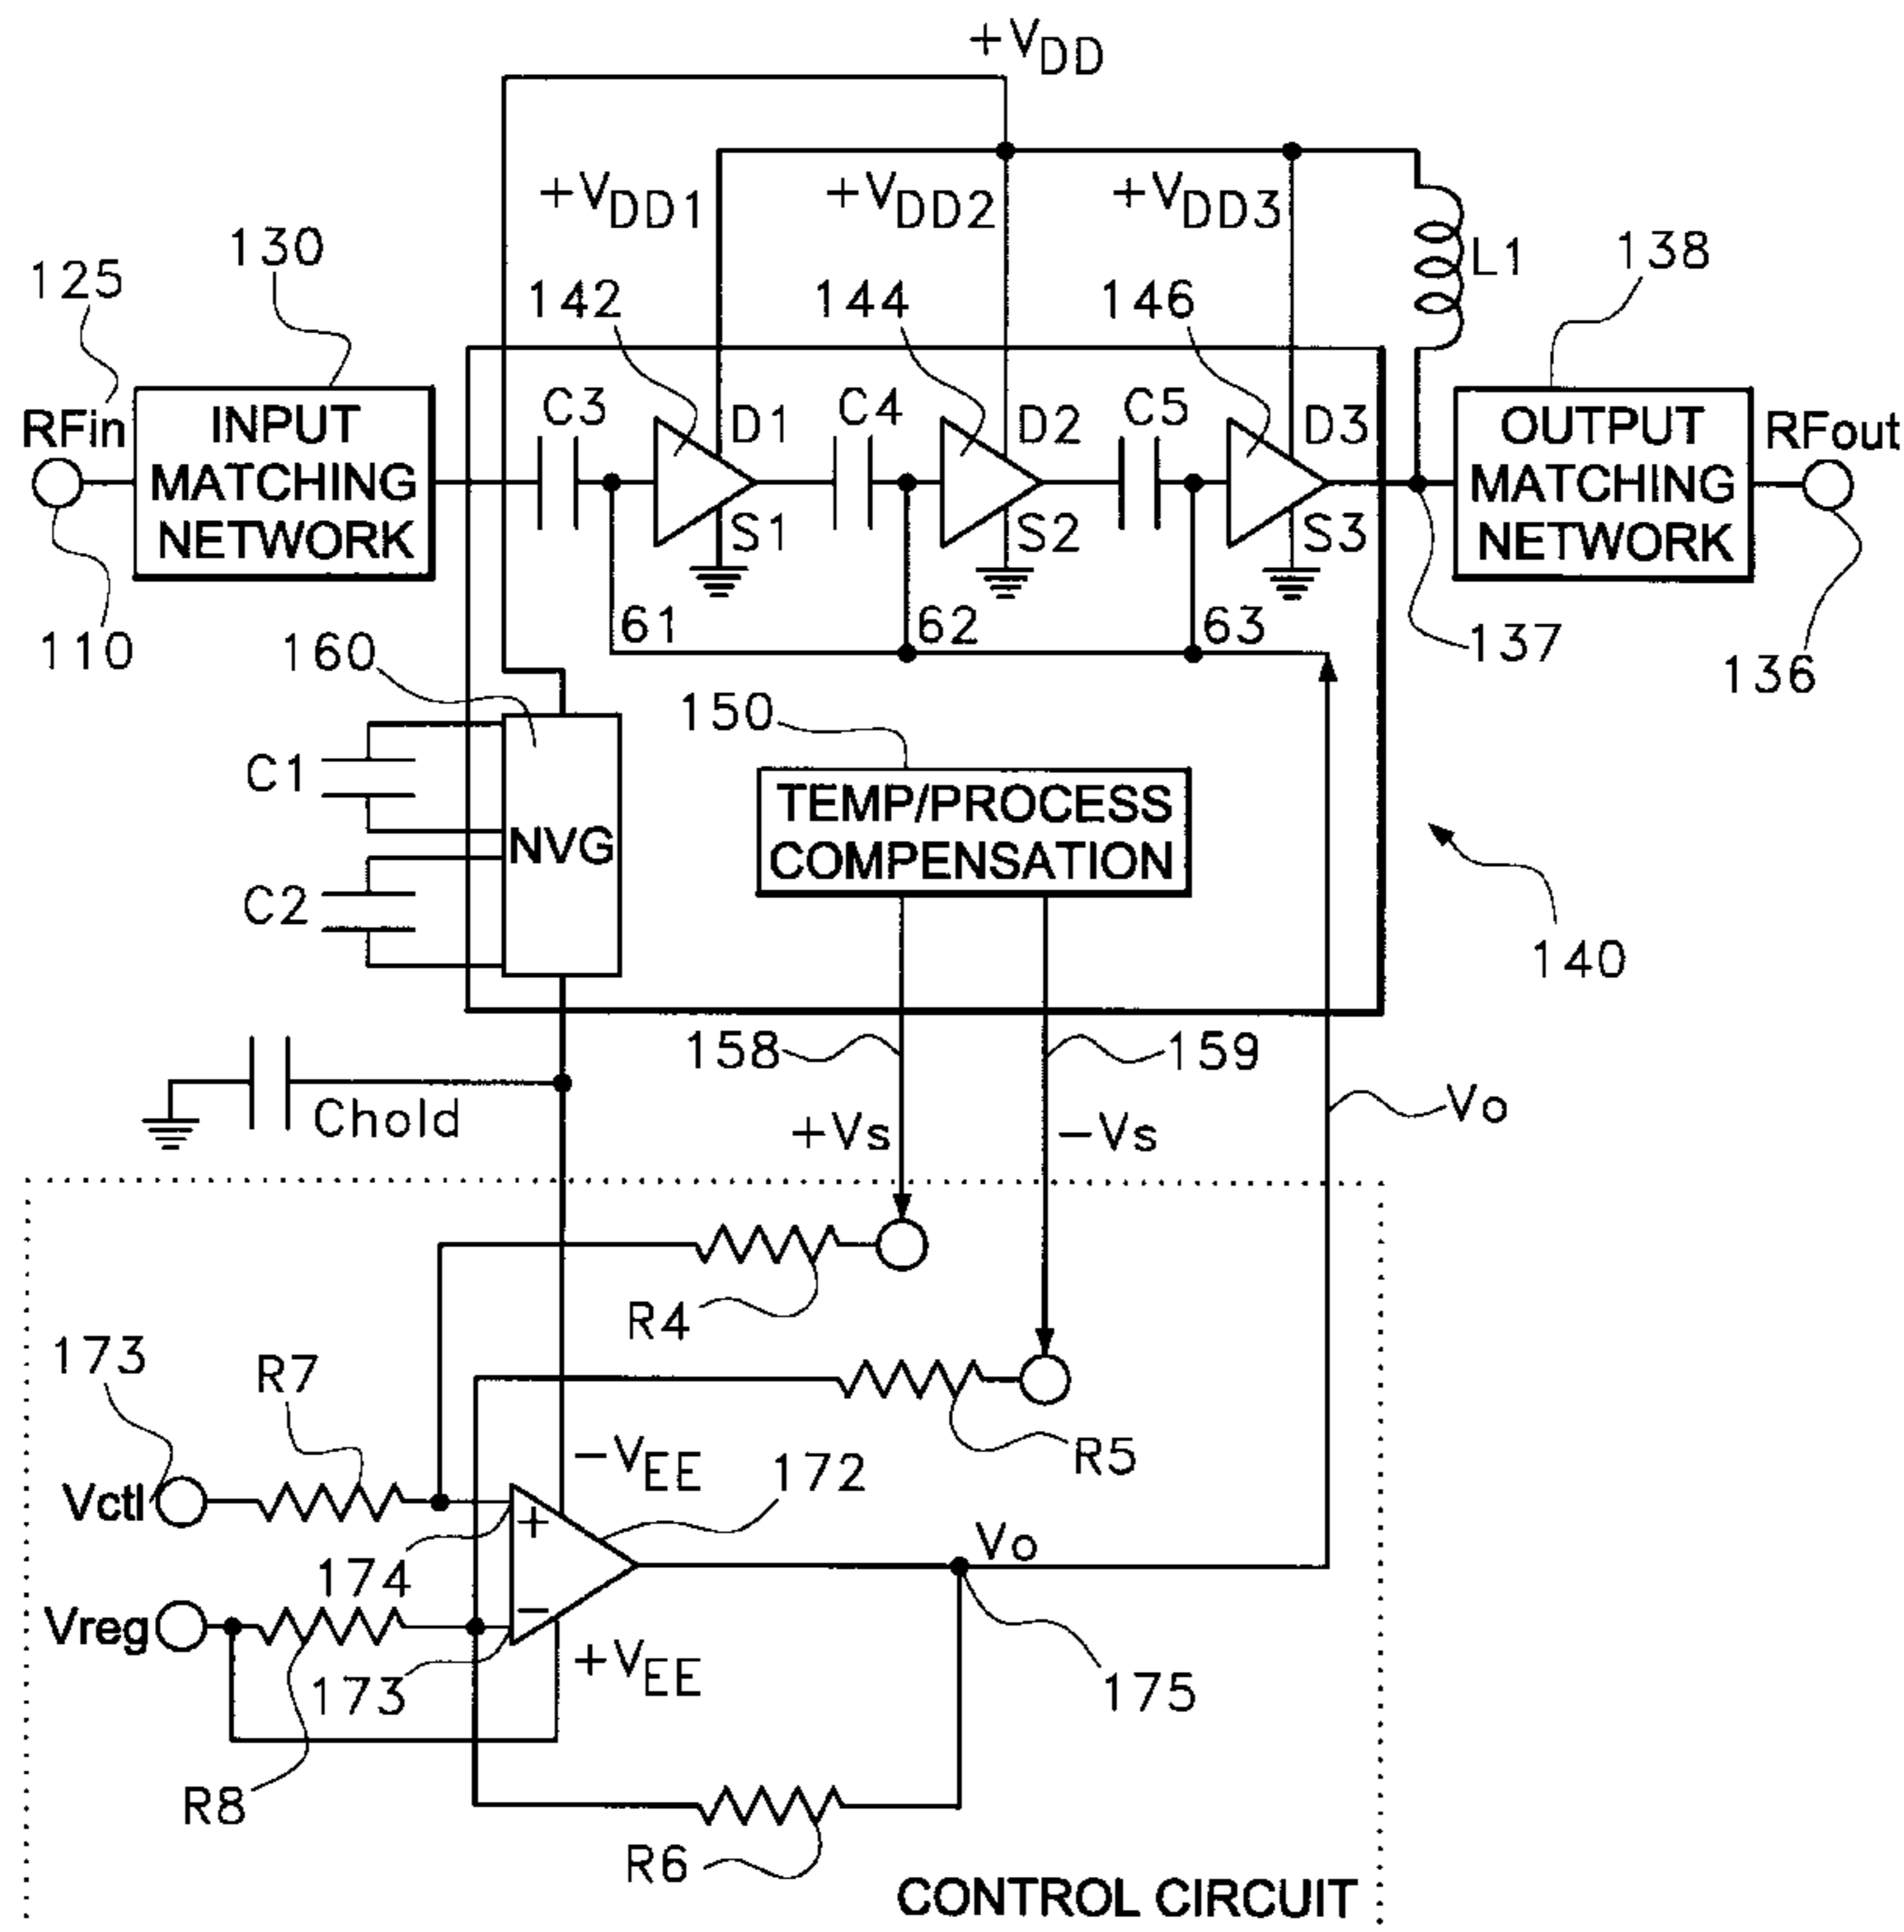 +VDD
+VDD1
+VDD2
+VDD3
130
125
142
144
146
L1
138
RFin
INPUT
MATCHING
NETWORK
C3
D1
C4
D2
C5
D3
OUTPUT
MATCHING
NETWORK
RFout
S1
S2
S3
110
160
61
62
63
137
136
150
C1
NVG
TEMP/PROCESS
COMPENSATION
C2
140
158
159
Chold
+Vs
−Vs
Vo
R4
173
R7
R5
−VEE
172
Vctl
+
174
Vo
Vreg
−
173
+VEE
175
R8
R6
CONTROL CIRCUIT